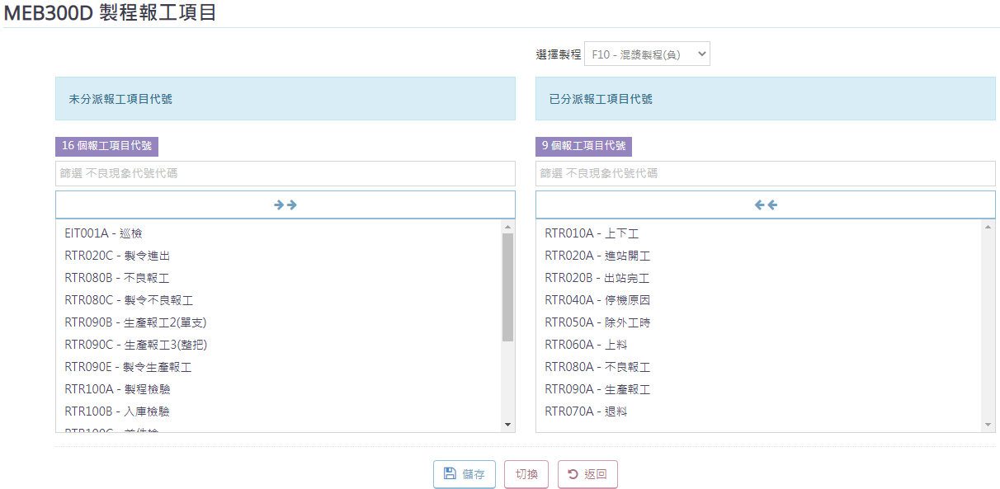 MEB300D 製程報工項目
選擇製程 F10 - 混漿製程(負)
未分派報工項目代號
已分派報工項目代號
16 個報工項目代號
9 個報工項目代號
篩選 不良現象代號代碼
篩選 不良現象代號代碼
EIT001A - 巡檢
RTR020C - 製令進出
RTR080B - 不良報工
RTR080C - 製令不良報工
RTR090B - 生產報工2(單支)
RTR090C - 生產報工3(整把)
RTR090E - 製令生產報工
RTR100A - 製程檢驗
RTR100B - 入庫檢驗
RTR100C - 首件檢
RTR010A - 上下工
RTR020A - 進站開工
RTR020B - 出站完工
RTR040A - 停機原因
RTR050A - 除外工時
RTR060A - 上料
RTR080A - 不良報工
RTR090A - 生產報工
RTR070A - 退料
儲存 切換 返回